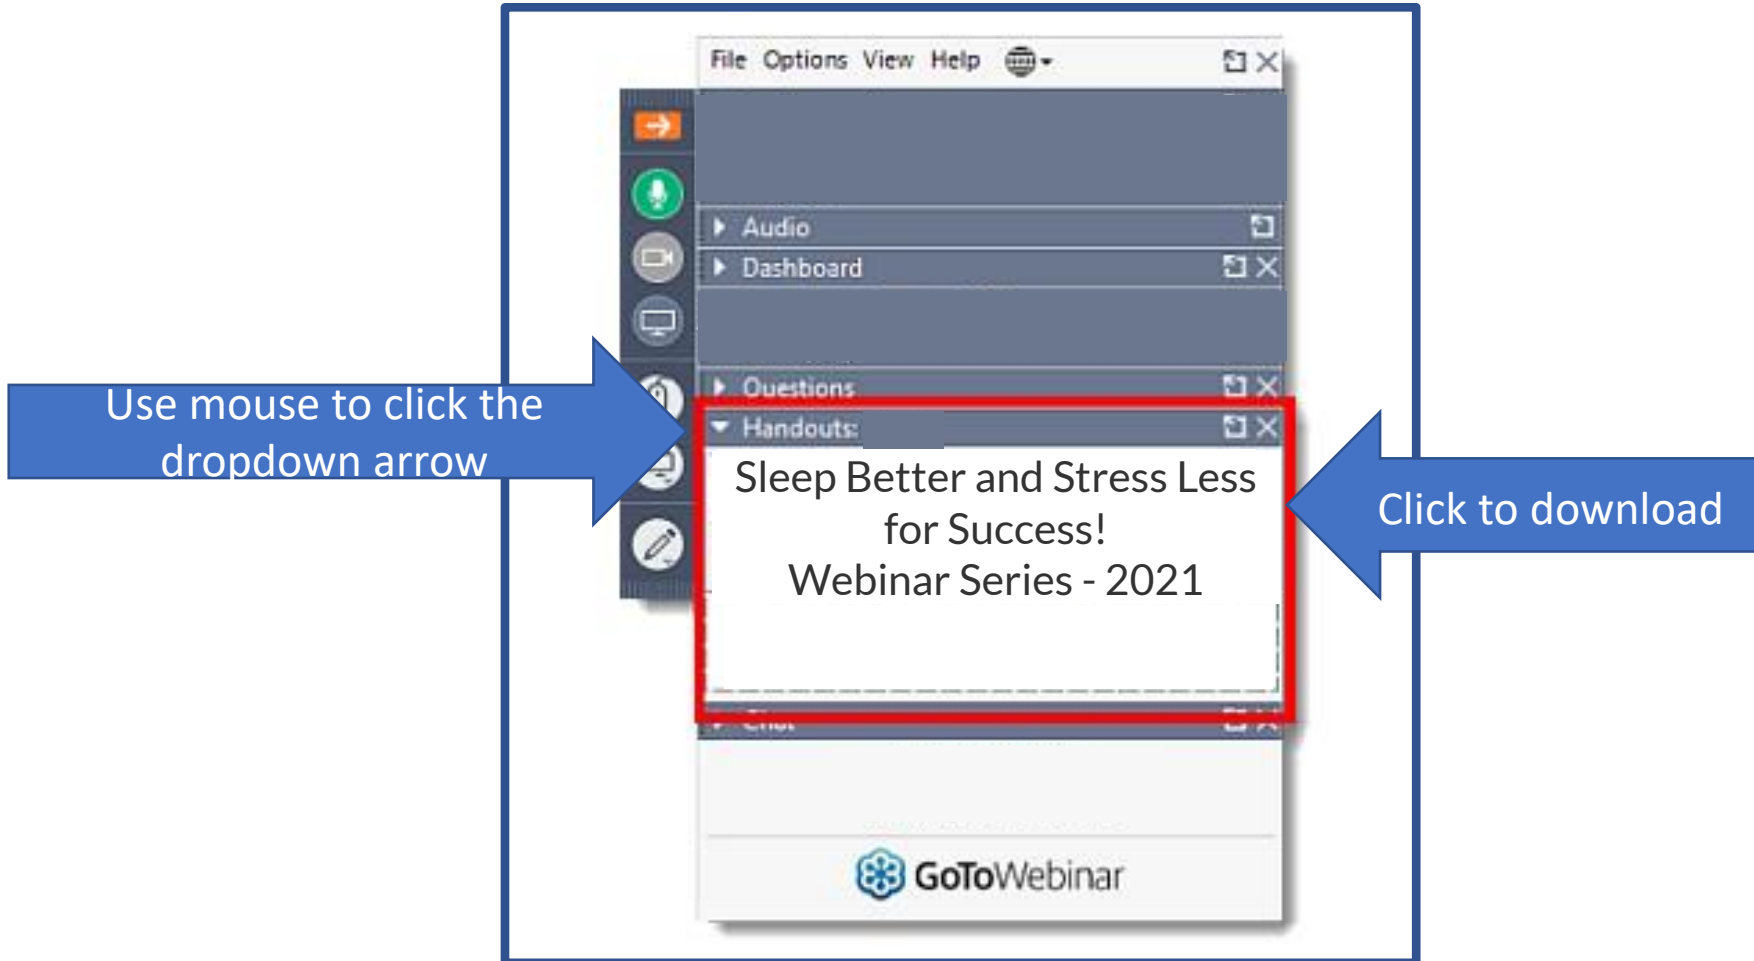 File Options View Help
Audio
Dashboard
Questions
Handouts:
Use mouse to click the
dropdown arrow
Sleep Better and Stress Less
for Success!
Webinar Series - 2021
Click to download
Chat
GoToWebinar